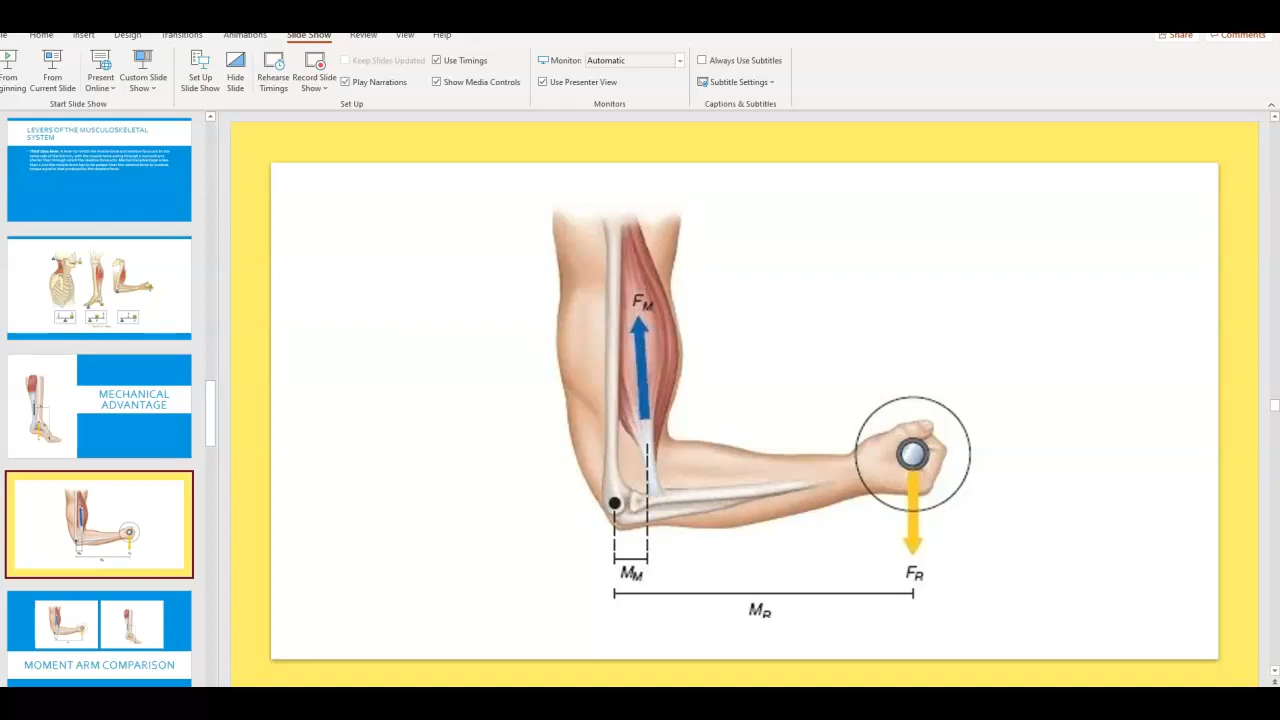 Home Insert Design Transitions Animations Slide Show Review View Help Share Comments
From
From Current Slide
Present Online
Custom Slide Show
Set Up Slide Show
Hide Slide
Rehearse Timings
Record Slide Show
Keep Slides Updated
Play Narrations
Use Timings
Show Media Controls
Monitor: Automatic
Use Presenter View
Always Use Subtitles
Subtitle Settings
Start Slide Show
Set Up
Monitors
Captions & Subtitles
LEVERS OF THE MUSCULOSKELETAL
SYSTEM
MECHANICAL
ADVANTAGE
MOMENT ARM COMPARISON
FM
MM
FR
MR